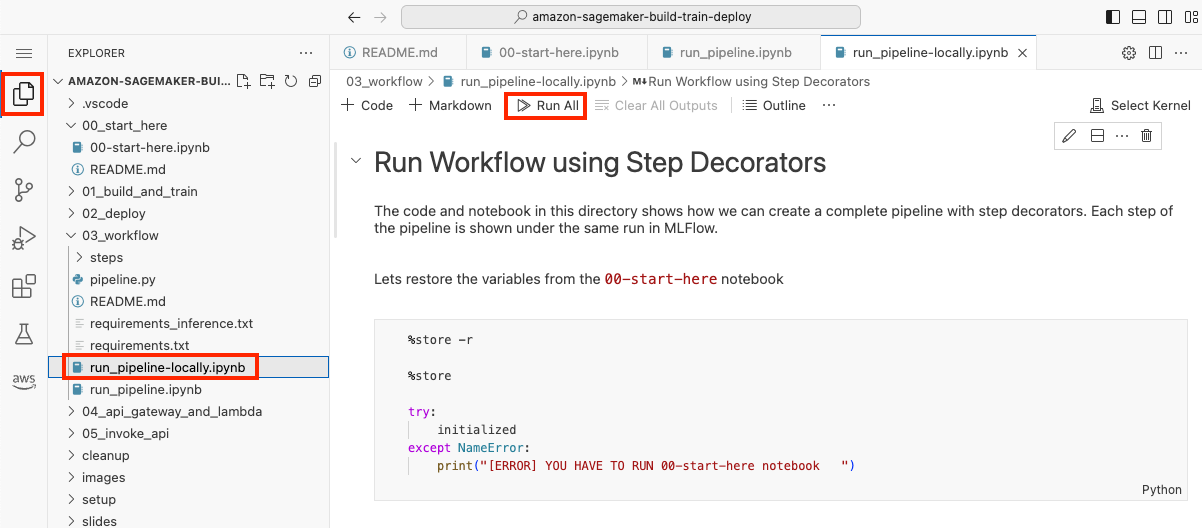 amazon-sagemaker-build-train-deploy
EXPLORER
AMAZON-SAGEMAKER-BUI...
.vscode
00_start_here
00-start-here.ipynb
README.md
01_build_and_train
02_deploy
03_workflow
steps
pipeline.py
README.md
requirements_inference.txt
requirements.txt
run_pipeline-locally.ipynb
run_pipeline.ipynb
04_api_gateway_and_lambda
05_invoke_api
cleanup
images
setup
slides
aws
README.md
00-start-here.ipynb
run_pipeline.ipynb
run_pipeline-locally.ipynb
03_workflow > run_pipeline-locally.ipynb > M↓Run Workflow using Step Decorators
+ Code + Markdown Run All Clear All Outputs Outline ... Select Kernel
Run Workflow using Step Decorators
The code and notebook in this directory shows how we can create a complete pipeline with step decorators. Each step of
the pipeline is shown under the same run in MLFlow.
Lets restore the variables from the 00-start-here notebook
%store -r
%store
try:
    initialized
except NameError:
    print("[ERROR] YOU HAVE TO RUN 00-start-here notebook   ")
Python